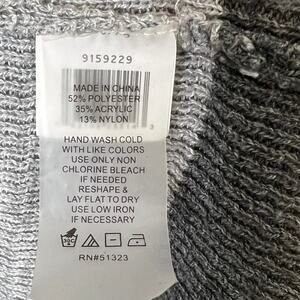 9159229
MADE IN CHINA
52% POLYESTER
35% ACRYLIC
13% NYLON
HAND WASH COLD
WITH LIKE COLORS
USE ONLY NON
CHLORINE BLEACH
IF NEEDED
RESHAPE &
LAY FLAT TO DRY
USE LOW IRON
IF NECESSARY
RN#51323